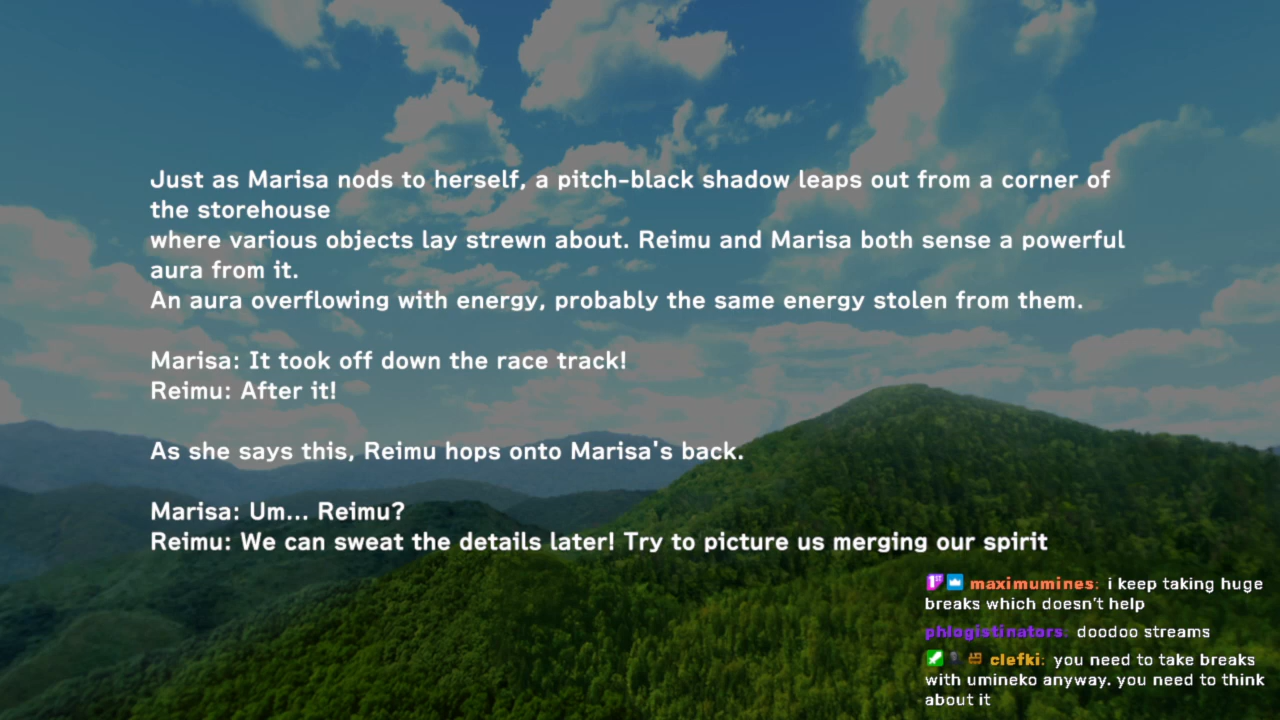 Just as Marisa nods to herself, a pitch-black shadow leaps out from a corner of
the storehouse
where various objects lay strewn about. Reimu and Marisa both sense a powerful
aura from it.
An aura overflowing with energy, probably the same energy stolen from them.
Marisa: It took off down the race track!
Reimu: After it!
As she says this, Reimu hops onto Marisa's back.
Marisa: Um... Reimu?
Reimu: We can sweat the details later! Try to picture us merging our spirit
maximumines: i keep taking huge
breaks which doesn't help
phlogistinators: doodoo streams
clefki: you need to take breaks
with umineko anyway. you need to think
about it